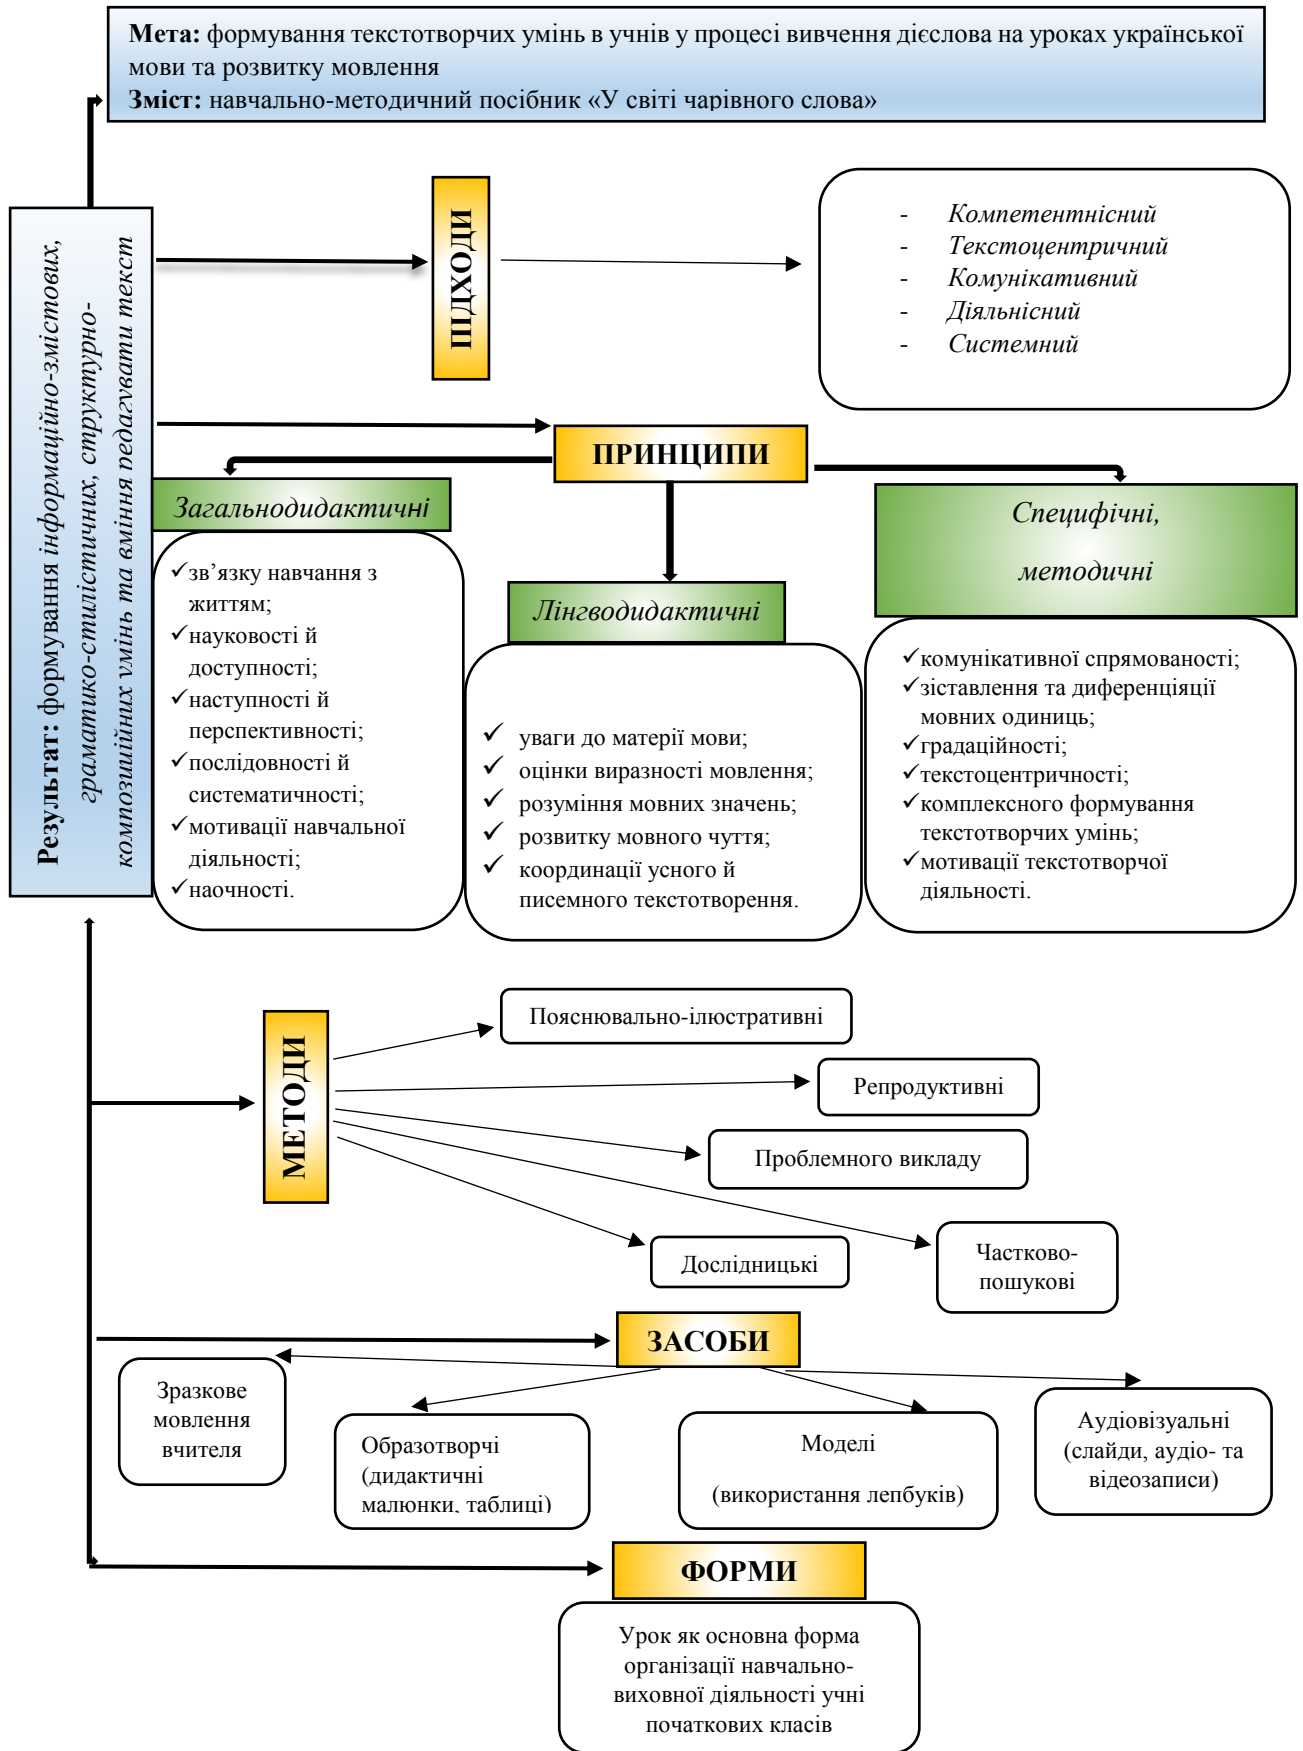 Мета: формування текстотворчих умінь в учнів у процесі вивчення дієслова на уроках української
мови та розвитку мовлення
Зміст: навчально-методичний посібник «У світі чарівного слова»
Результат: формування інформаційно-змістових,
граматико-стилістичних, структурно-
композиційних умінь та вміння редагувати текст
ПІДХОДИ
- Компетентнісний
- Текстоцентричний
- Комунікативний
- Діяльнісний
- Системний
ПРИНЦИПИ
Загальнодидактичні
✓зв’язку навчання з
життям;
✓науковості й
доступності;
✓наступності й
перспективності;
✓послідовності й
систематичності;
✓мотивації навчальної
діяльності;
✓наочності.
Лінгводидактичні
✓ уваги до матерії мови;
✓ оцінки виразності мовлення;
✓ розуміння мовних значень;
✓ розвитку мовного чуття;
✓ координації усного й
писемного текстотворення.
Специфічні,
методичні
✓комунікативної спрямованості;
✓зіставлення та диференціяції
мовних одиниць;
✓градаційності;
✓текстоцентричності;
✓комплексного формування
текстотворчих умінь;
✓мотивації текстотворчої
діяльності.
МЕТОДИ
Пояснювально-ілюстративні
Репродуктивні
Проблемного викладу
Частково-
пошукові
Дослідницькі
ЗАСОБИ
Зразкове
мовлення
вчителя
Образотворчі
(дидактичні
малюнки, таблиці)
Моделі
(використання лепбуків)
Аудіовізуальні
(слайди, аудіо- та
відеозаписи)
ФОРМИ
Урок як основна форма
організації навчально-
виховної діяльності учні
початкових класів